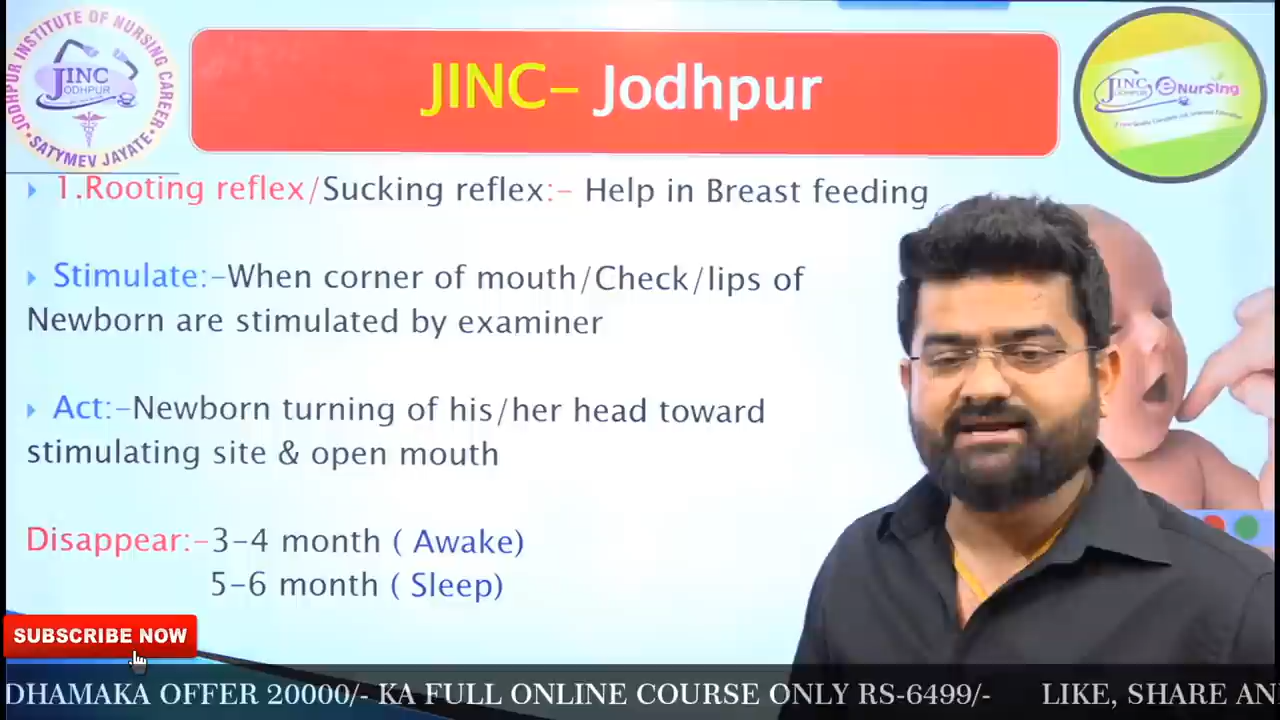 JODHPUR INSTITUTE OF NURSING CAREER
JINC
JODHPUR
SATYMEV JAYATE
JINC- Jodhpur
JINC
eNursing
1.Rooting reflex/Sucking reflex:- Help in Breast feeding
Stimulate:-When corner of mouth/Check/lips of
Newborn are stimulated by examiner
Act:-Newborn turning of his/her head toward
stimulating site & open mouth
Disappear:-3-4 month ( Awake)
5-6 month ( Sleep)
SUBSCRIBE NOW
DHAMAKA OFFER 20000/- KA FULL ONLINE COURSE ONLY RS-6499/- LIKE, SHARE AN